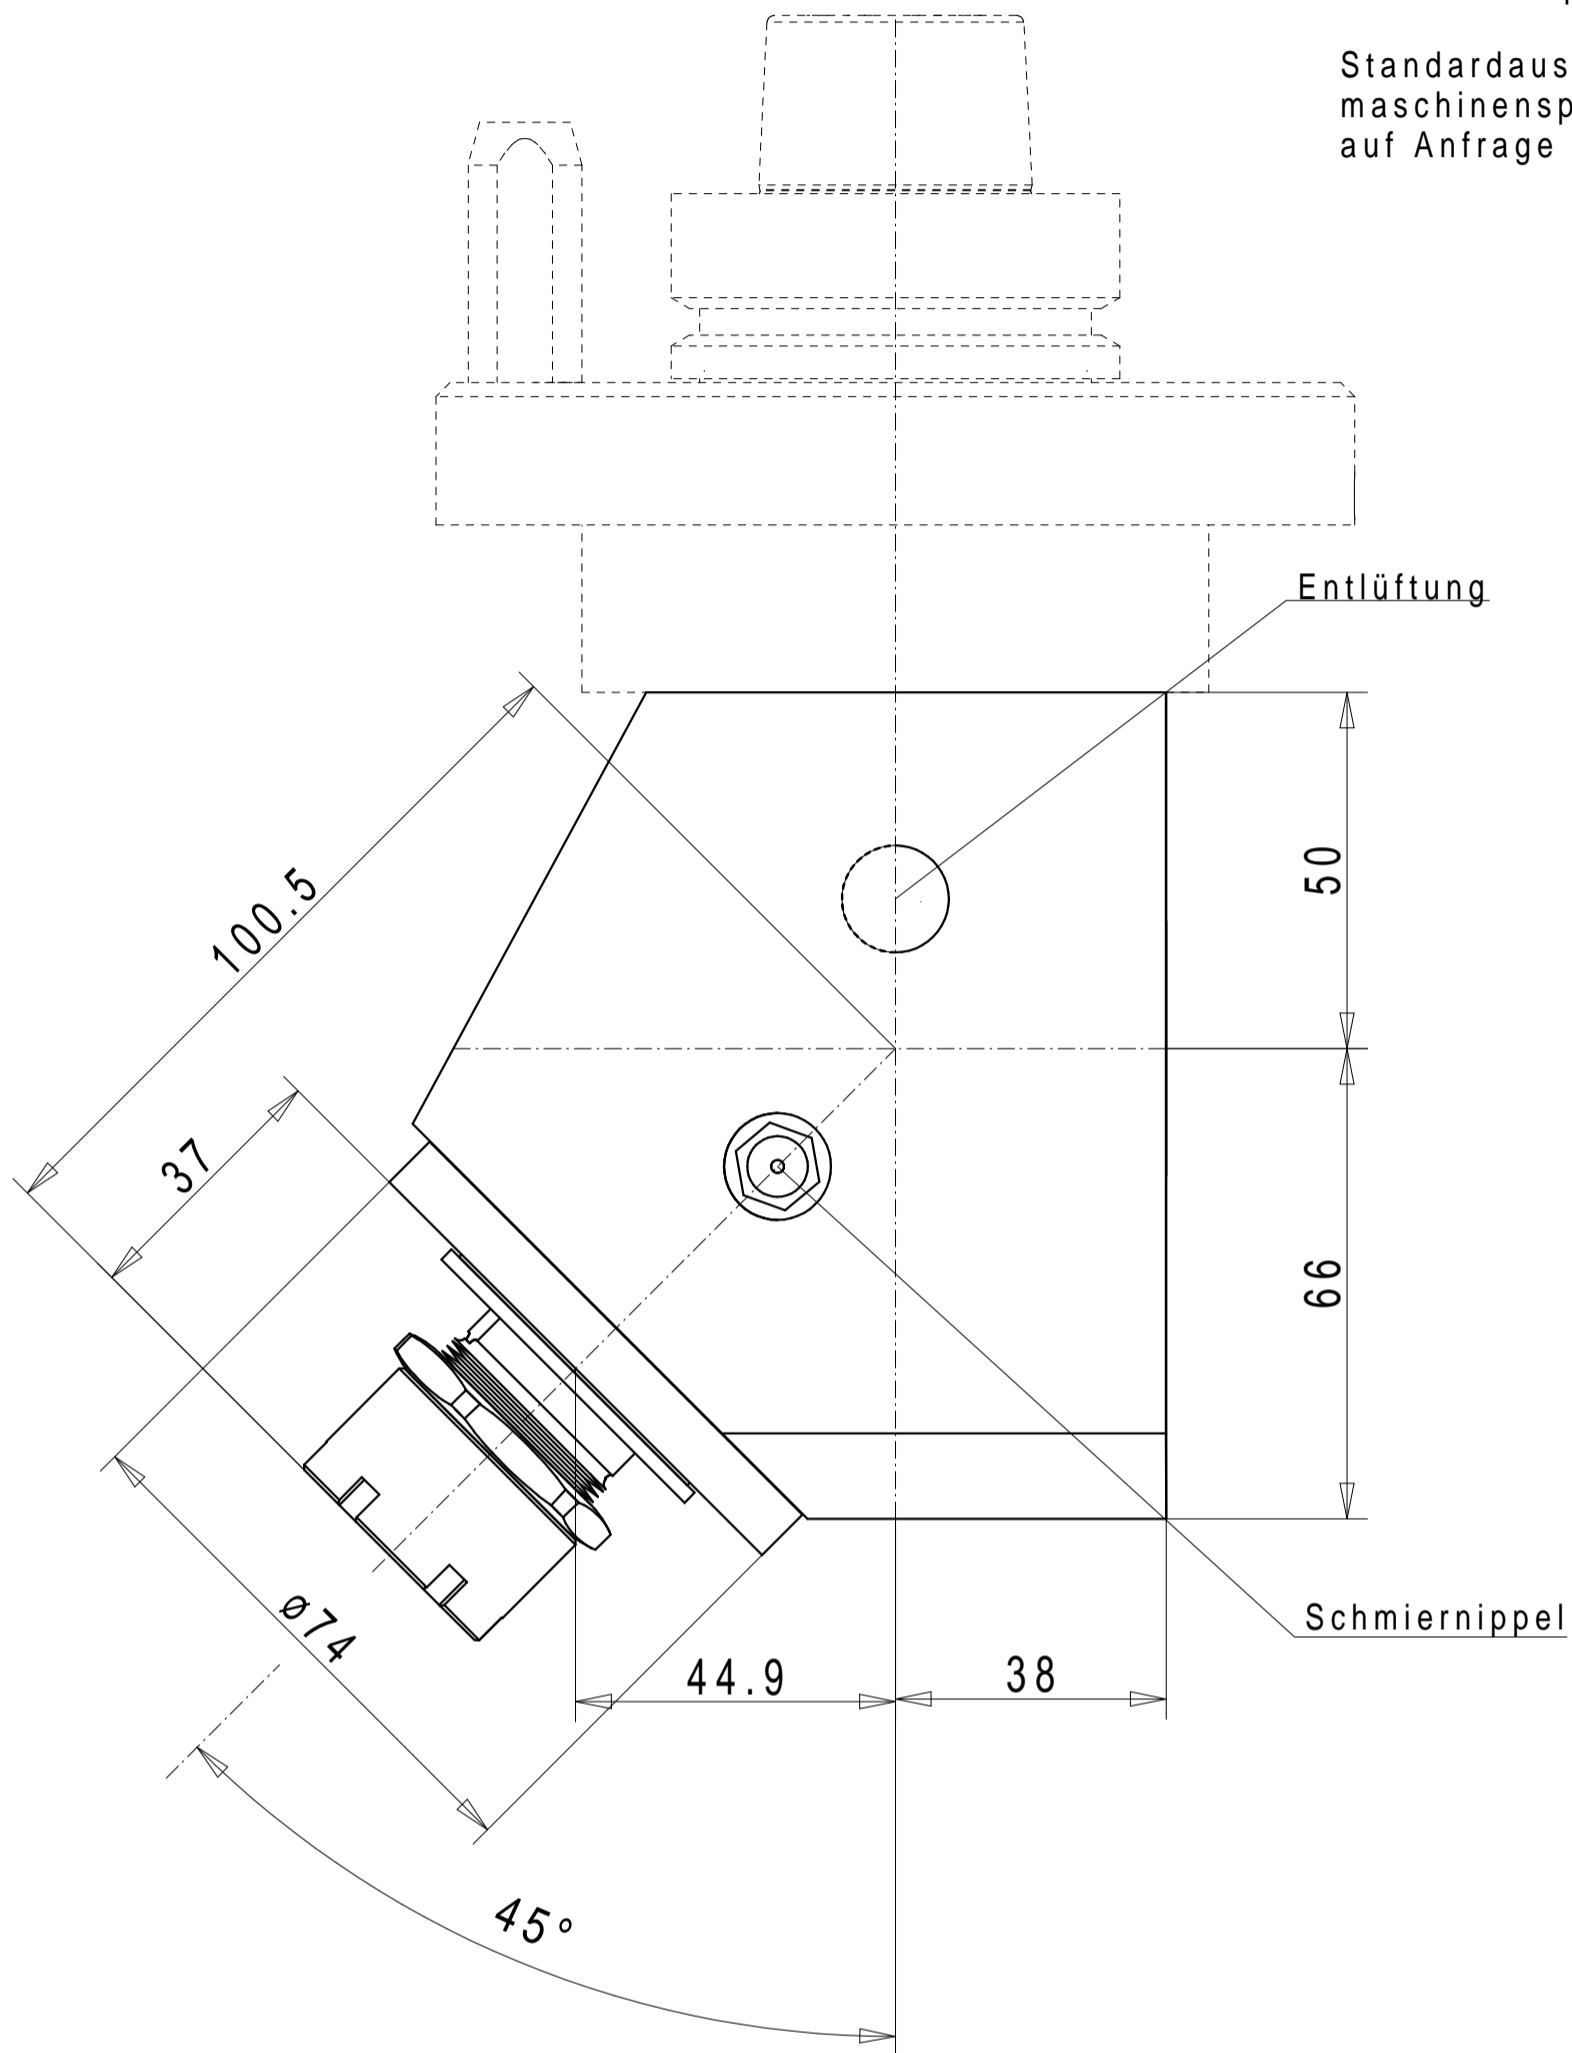 Standardaus
maschinensp
auf Anfrage
Entlüftung
50
100.5
37
66
Schmiernippel
ø74
44.9
38
45°